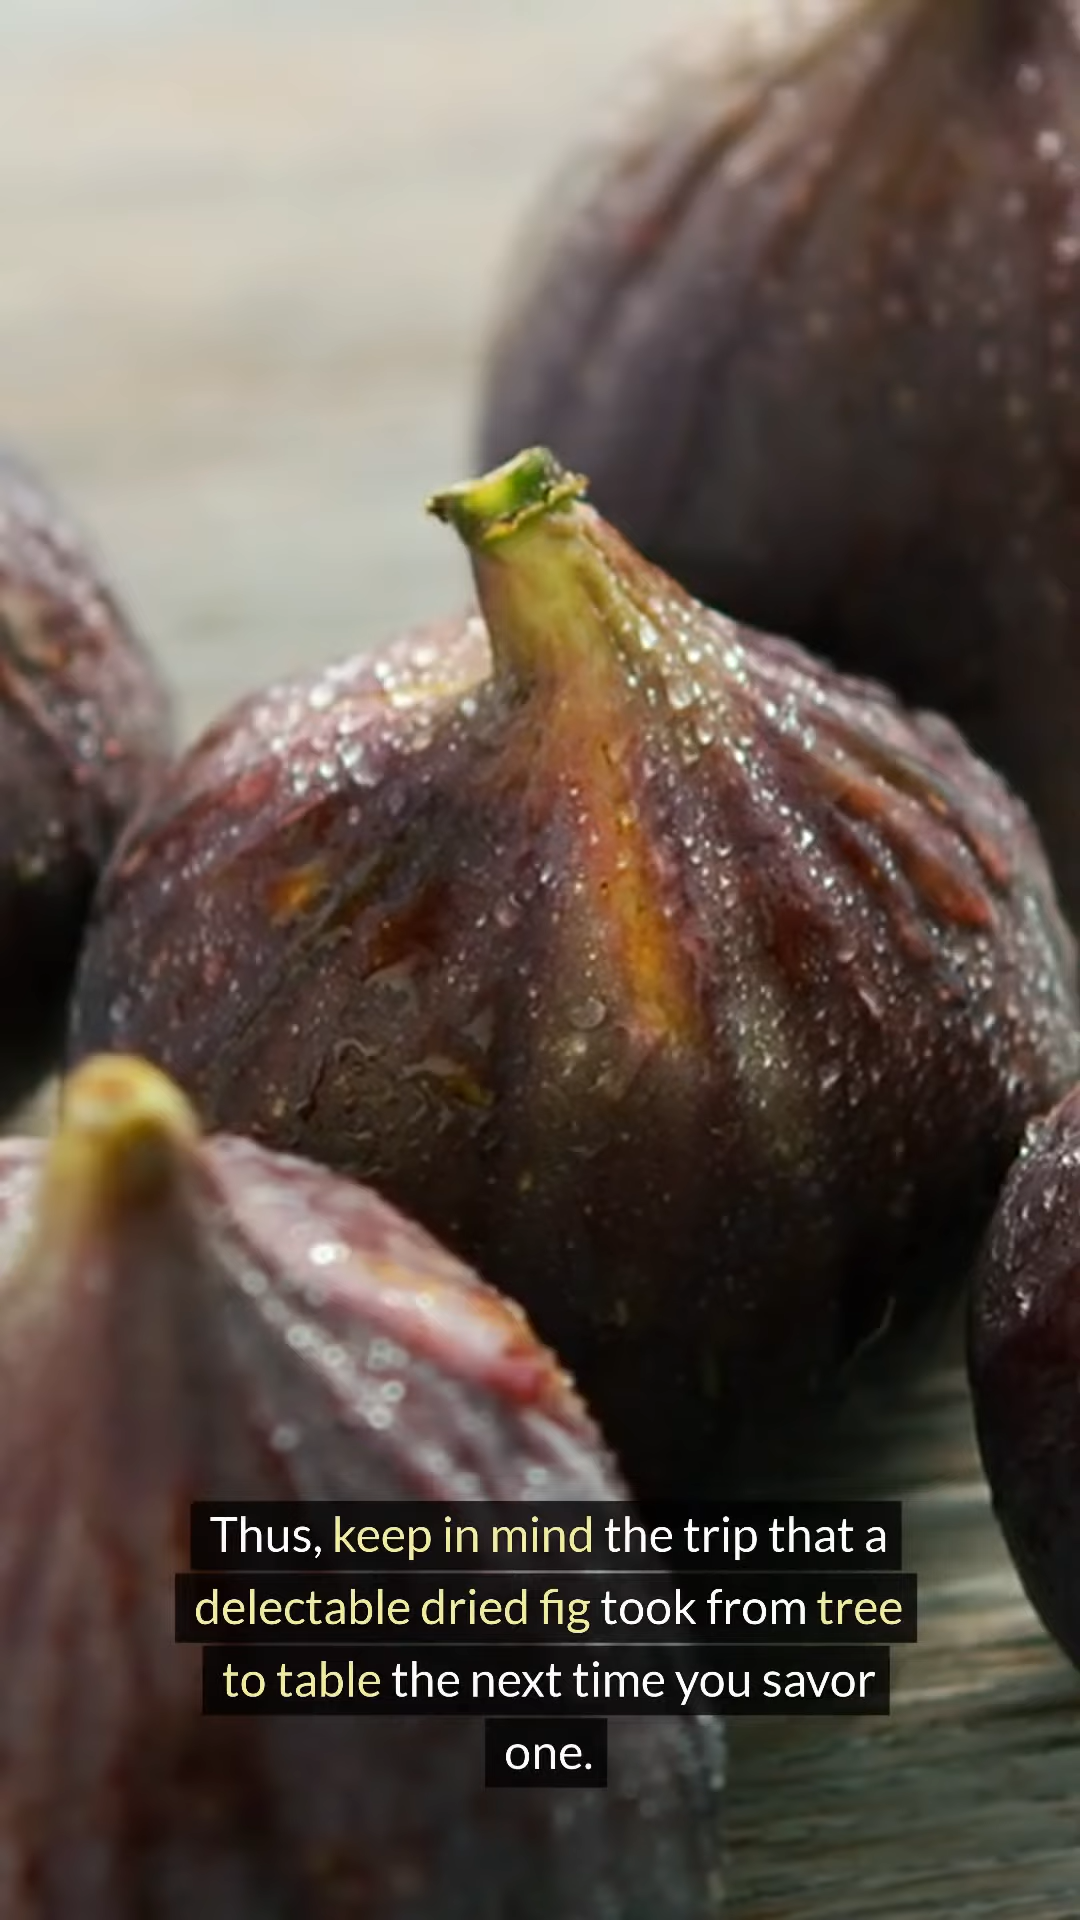 Thus, keep in mind the trip that a
delectable dried fig took from tree
to table the next time you savor
one.